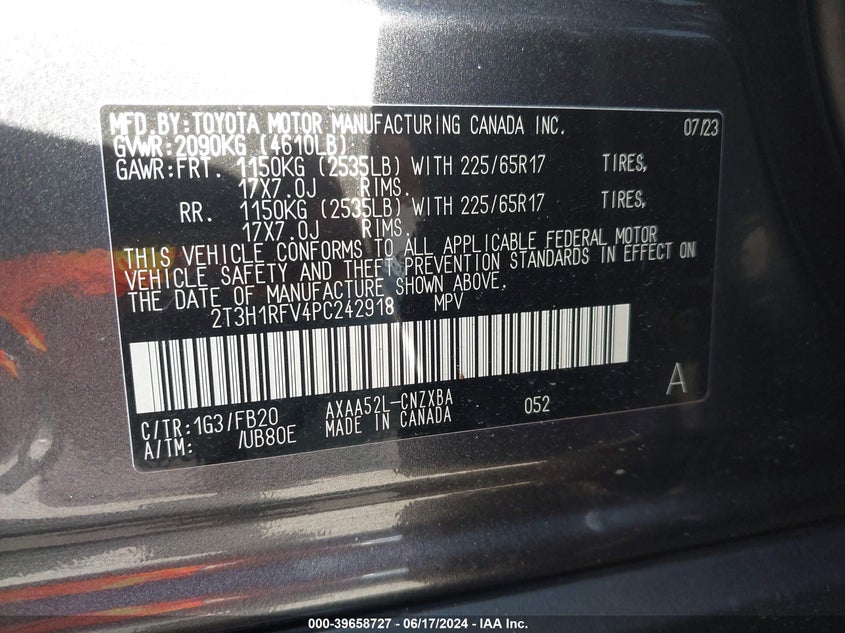 MFD.BY:TOYOTA MOTOR MANUFACTURING CANADA INC. 07/23
GVWR:2090KG (4610LB)
GAWR:FRT. 1150KG (2535LB) WITH 225/65R17 TIRES,
17X7.0J RIMS.
RR. 1150KG (2535LB) WITH 225/65R17 TIRES,
17X7.0J RIMS.
THIS VEHICLE CONFORMS TO ALL APPLICABLE FEDERAL MOTOR
VEHICLE SAFETY AND THEFT PREVENTION STANDARDS IN EFFECT ON
THE DATE OF MANUFACTURE SHOWN ABOVE.
2T3H1RFV4PC242918 MPV
A
C/TR:1G3/FB20 AXAA52L-CNZXBA 052
A/TM: /UB80E MADE IN CANADA
000-39658727 - 06/17/2024 - IAA Inc.